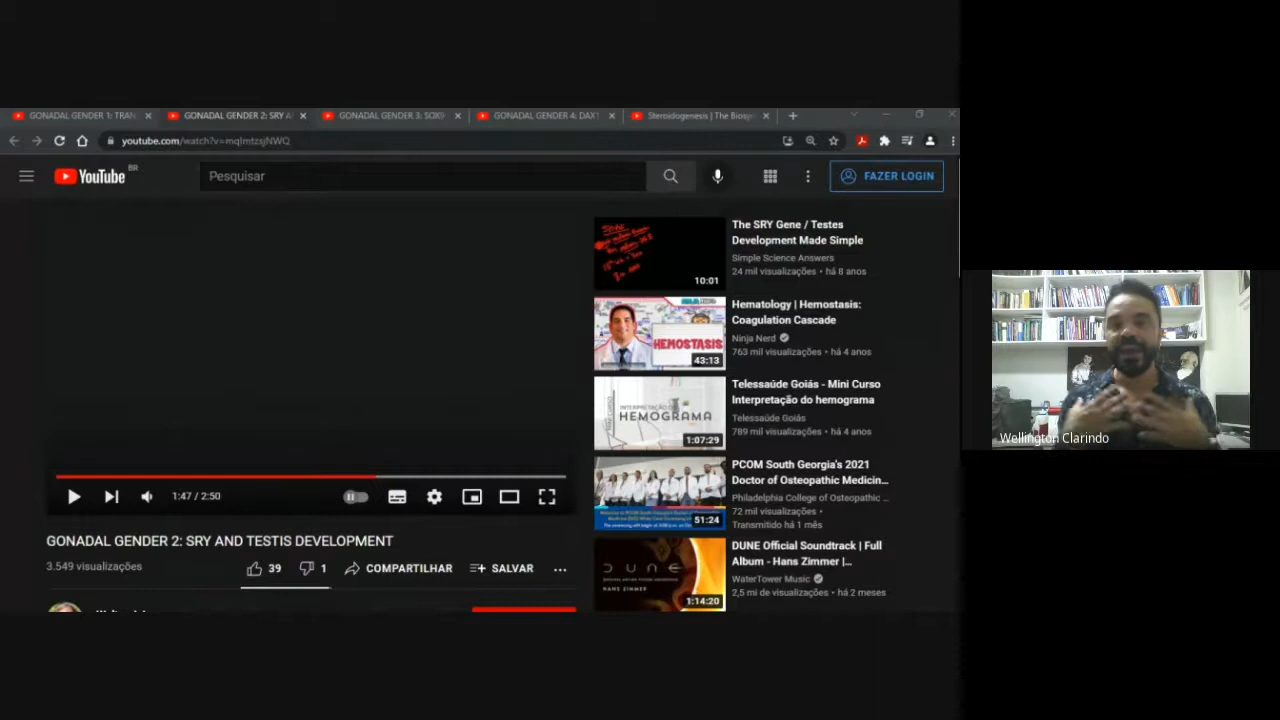 GONADAL GENDER 1: TRAN
GONADAL GENDER 2: SRY A
GONADAL GENDER 3: SOX9
GONADAL GENDER 4: DAX1
Steroidogenesis | The Biosy
youtube.com/watch?v=mqlmtzsjNWQ
YouTube BR
Pesquisar
FAZER LOGIN
1:47 / 2:50
GONADAL GENDER 2: SRY AND TESTIS DEVELOPMENT
3.549 visualizações
39
1
COMPARTILHAR
SALVAR
10:01
The SRY Gene / Testes
Development Made Simple
Simple Science Answers
24 mil visualizações • há 8 anos
HEMOSTASIS
43:13
Hematology | Hemostasis:
Coagulation Cascade
Ninja Nerd
763 mil visualizações • há 4 anos
INTERPRETAÇÃO DO
HEMOGRAMA
1:07:29
Telessaúde Goiás - Mini Curso
Interpretação do hemograma
Telessaúde Goiás
789 mil visualizações • há 4 anos
51:24
PCOM South Georgia's 2021
Doctor of Osteopathic Medicin...
Philadelphia College of Osteopathic ...
72 mil visualizações •
Transmitido há 1 mês
DUNE
HANS ZIMMER
1:14:20
DUNE Official Soundtrack | Full
Album - Hans Zimmer |...
WaterTower Music
2,5 mi de visualizações • há 2 meses
Wellington Clarindo